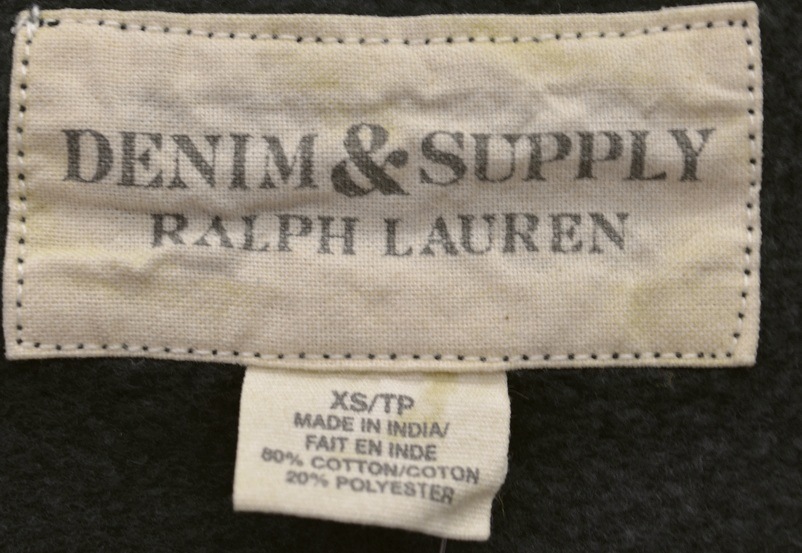 DENIM & SUPPLY
RALPH LAUREN
XS/TP
MADE IN INDIA/
FAIT EN INDE
80% COTTON/COTON
20% POLYESTER